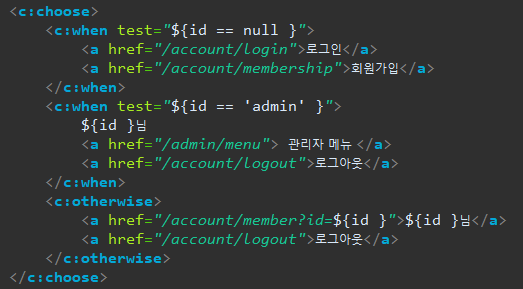 <c:choose>
    <c:when test="${id == null }">
        <a href="/account/login">로그인</a>
        <a href="/account/membership">회원가입</a>
    </c:when>
    <c:when test="${id == 'admin' }">
        ${id }님
        <a href="/admin/menu"> 관리자 메뉴 </a>
        <a href="/account/logout">로그아웃</a>
    </c:when>
    <c:otherwise>
        <a href="/account/member?id=${id }">${id }님</a>
        <a href="/account/logout">로그아웃</a>
    </c:otherwise>
</c:choose>